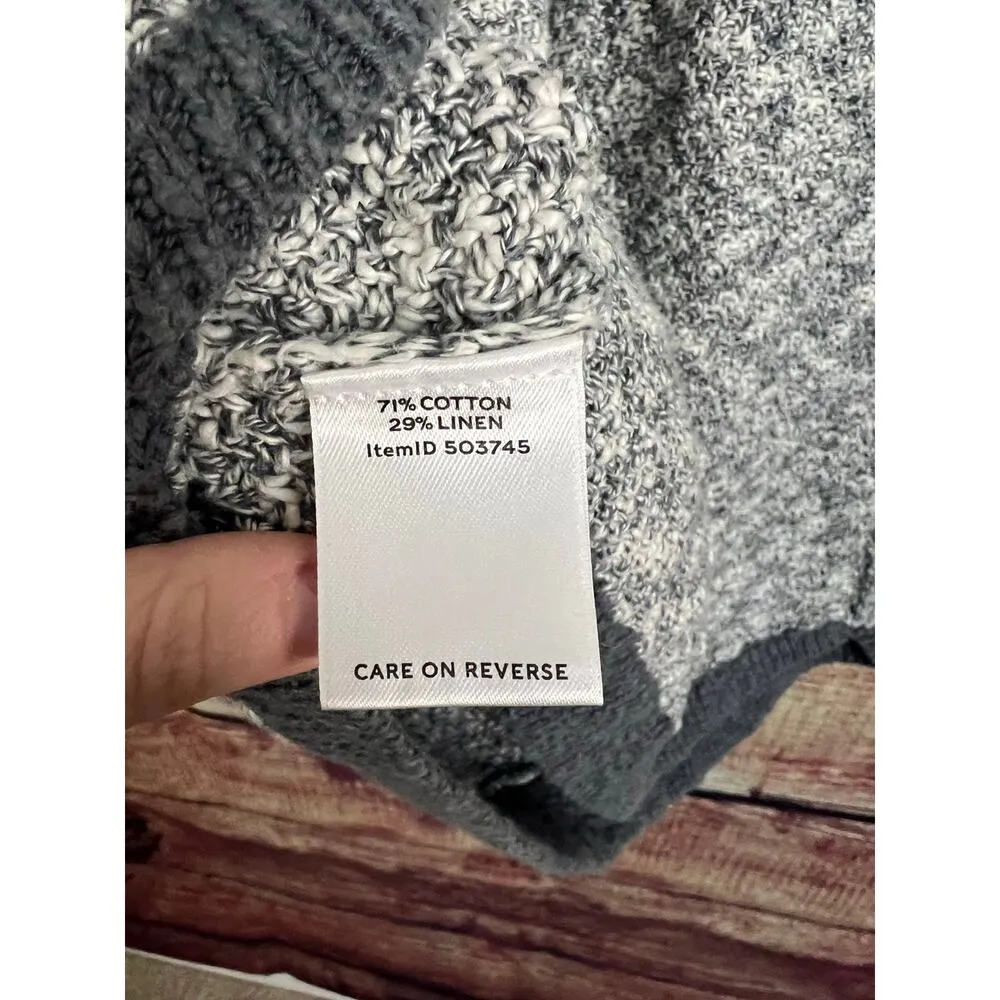 71% COTTON
29% LINEN
ItemID 503745
CARE ON REVERSE